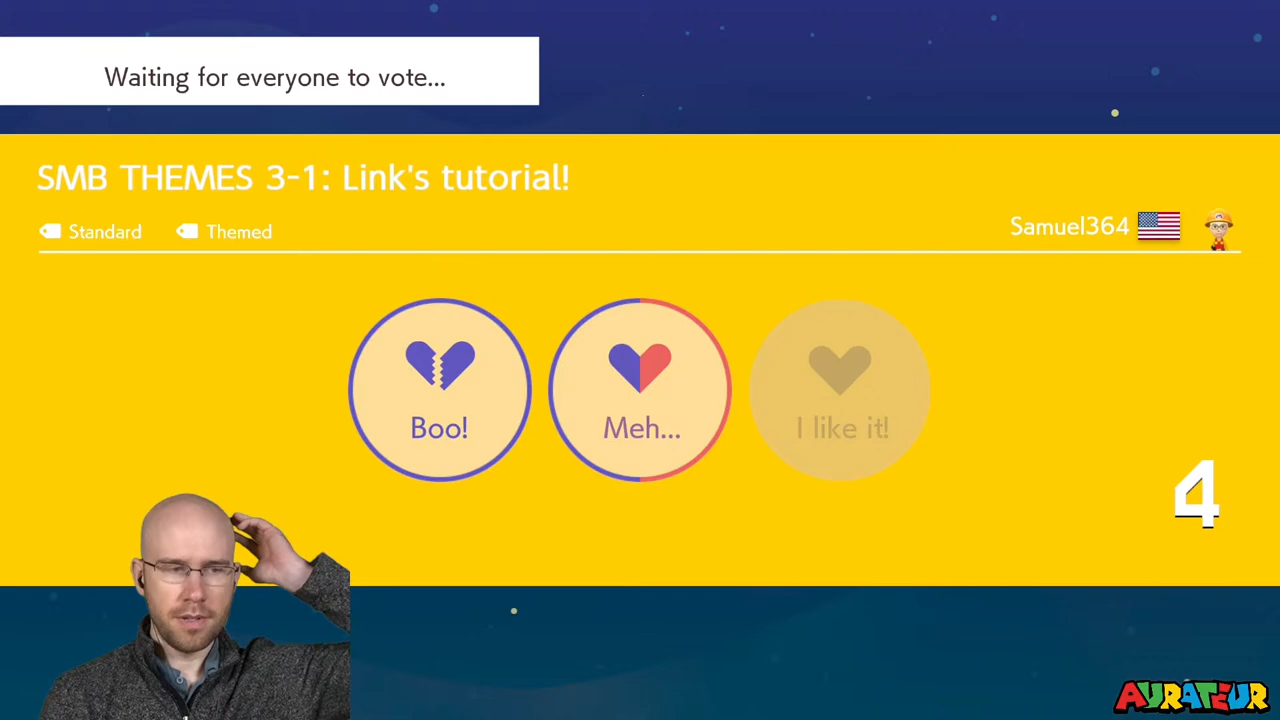 Waiting for everyone to vote...
SMB THEMES 3-1: Link's tutorial!
Standard Themed
Samuel364
Boo! Meh... I like it!
4
AURATEUR